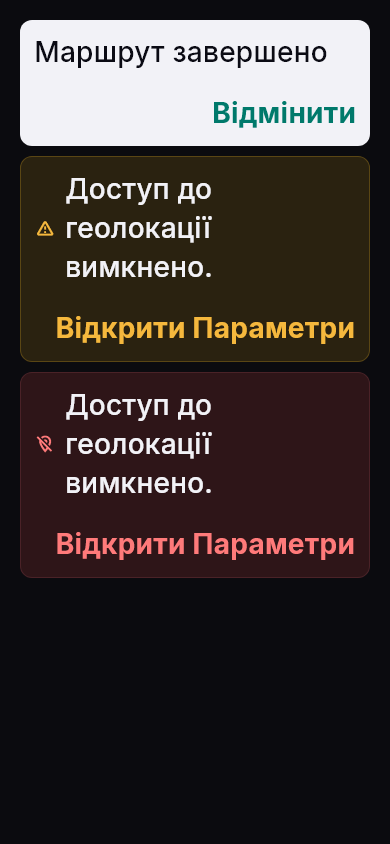 Маршрут завершено
Відмінити
Доступ до
геолокації
вимкнено.
Відкрити Параметри
Доступ до
геолокації
вимкнено.
Відкрити Параметри